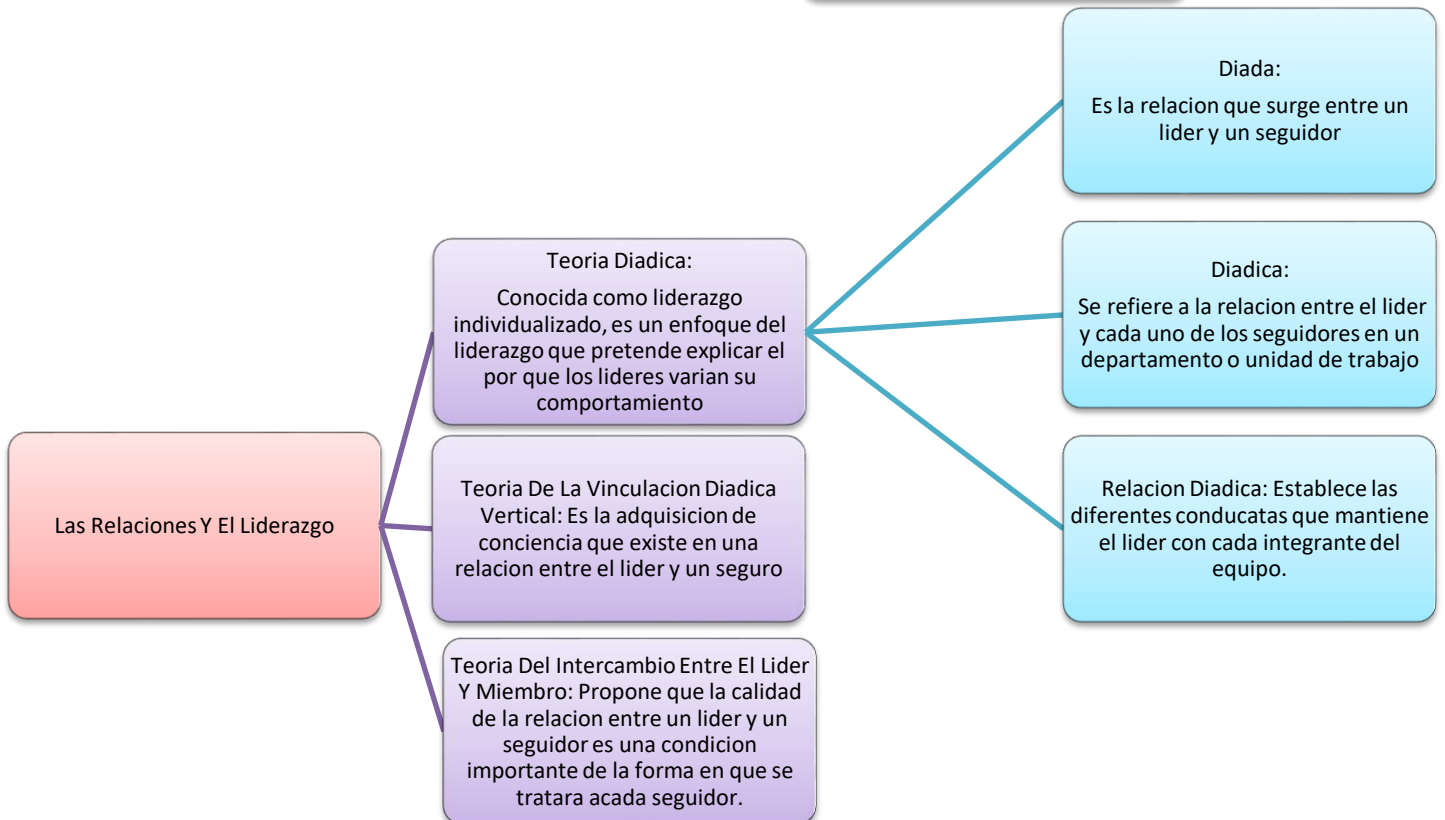 Las Relaciones Y El Liderazgo
Teoria Diadica:
Conocida como liderazgo
individualizado, es un enfoque del
liderazgo que pretende explicar el
por que los lideres varian su
comportamiento
Teoria De La Vinculacion Diadica
Vertical: Es la adquisicion de
conciencia que existe en una
relacion entre el lider y un seguro
Teoria Del Intercambio Entre El Lider
Y Miembro: Propone que la calidad
de la relacion entre un lider y un
seguidor es una condicion
importante de la forma en que se
tratara acada seguidor.
Diada:
Es la relacion que surge entre un
lider y un seguidor
Diadica:
Se refiere a la relacion entre el lider
y cada uno de los seguidores en un
departamento o unidad de trabajo
Relacion Diadica: Establece las
diferentes conducatas que mantiene
el lider con cada integrante del
equipo.